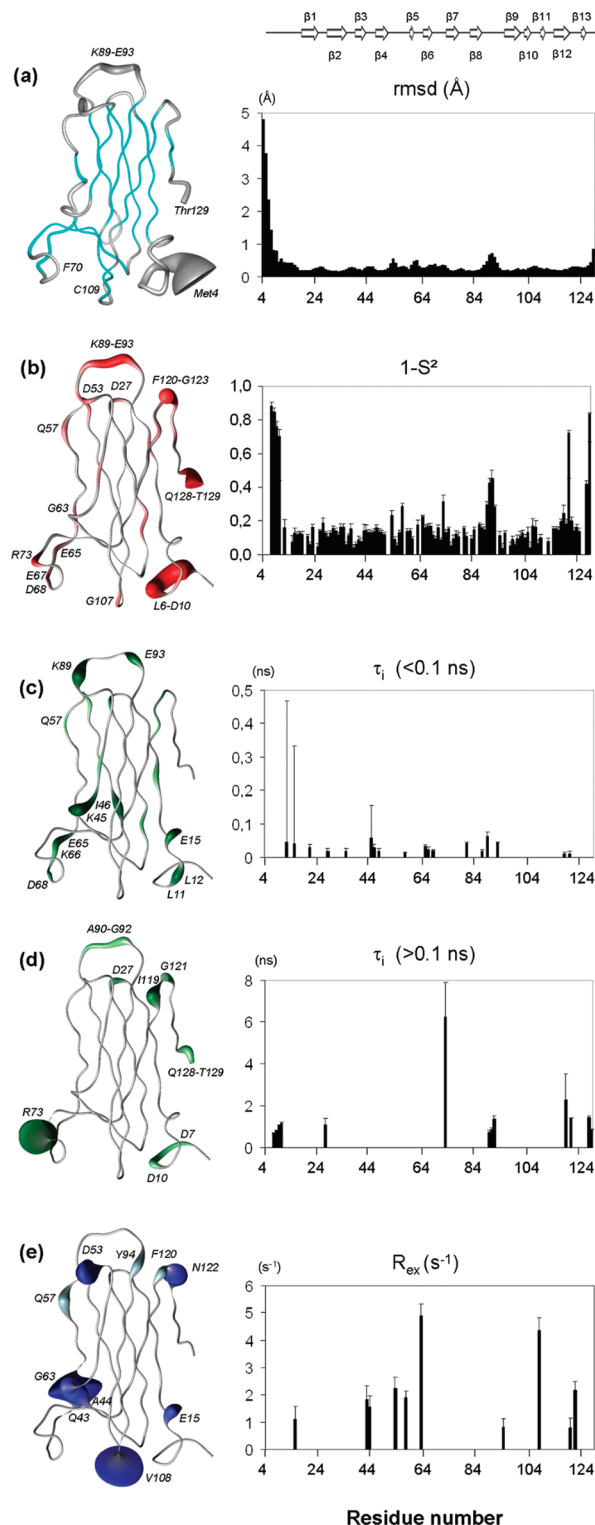 β1 β3 β5 β7 β9 β11 β13
β2 β4 β6 β8 β10 β12
(a)
K89-E93
Thr129
F70
C109
Met4
rmsd (Å)
(Å)
5
4
3
2
1
0
4 24 44 64 84 104 124
(b)
K89-E93
D53 D27
F120-G123
Q57
Q128-T129
G63
R73
E65
E67
D68
G107
L6-D10
1-S²
1,0
0,8
0,6
0,4
0,2
0,0
4 24 44 64 84 104 124
(c)
K89
E93
Q57
I46
K45
E65
K66
D68
E15
L12
L11
τi (<0.1 ns)
(ns)
0,5
0,4
0,3
0,2
0,1
0
4 24 44 64 84 104 124
(d)
A90-G92
D27
G121
I119
Q128-T129
R73
D7
D10
τi (>0.1 ns)
(ns)
8
6
4
2
0
4 24 44 64 84 104 124
(e)
D53
Y94
F120
N122
Q57
G63
A44
Q43
E15
V108
Rex (s-1)
(s-1)
6
5
4
3
2
1
0
4 24 44 64 84 104 124
Residue number